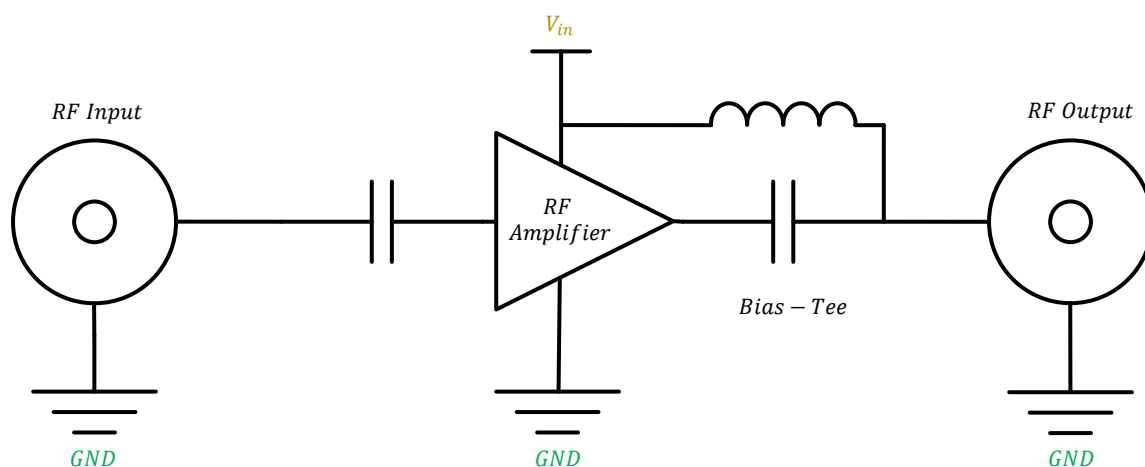 V_in
RF Input
RF Output
RF
Amplifier
Bias − Tee
GND
GND
GND